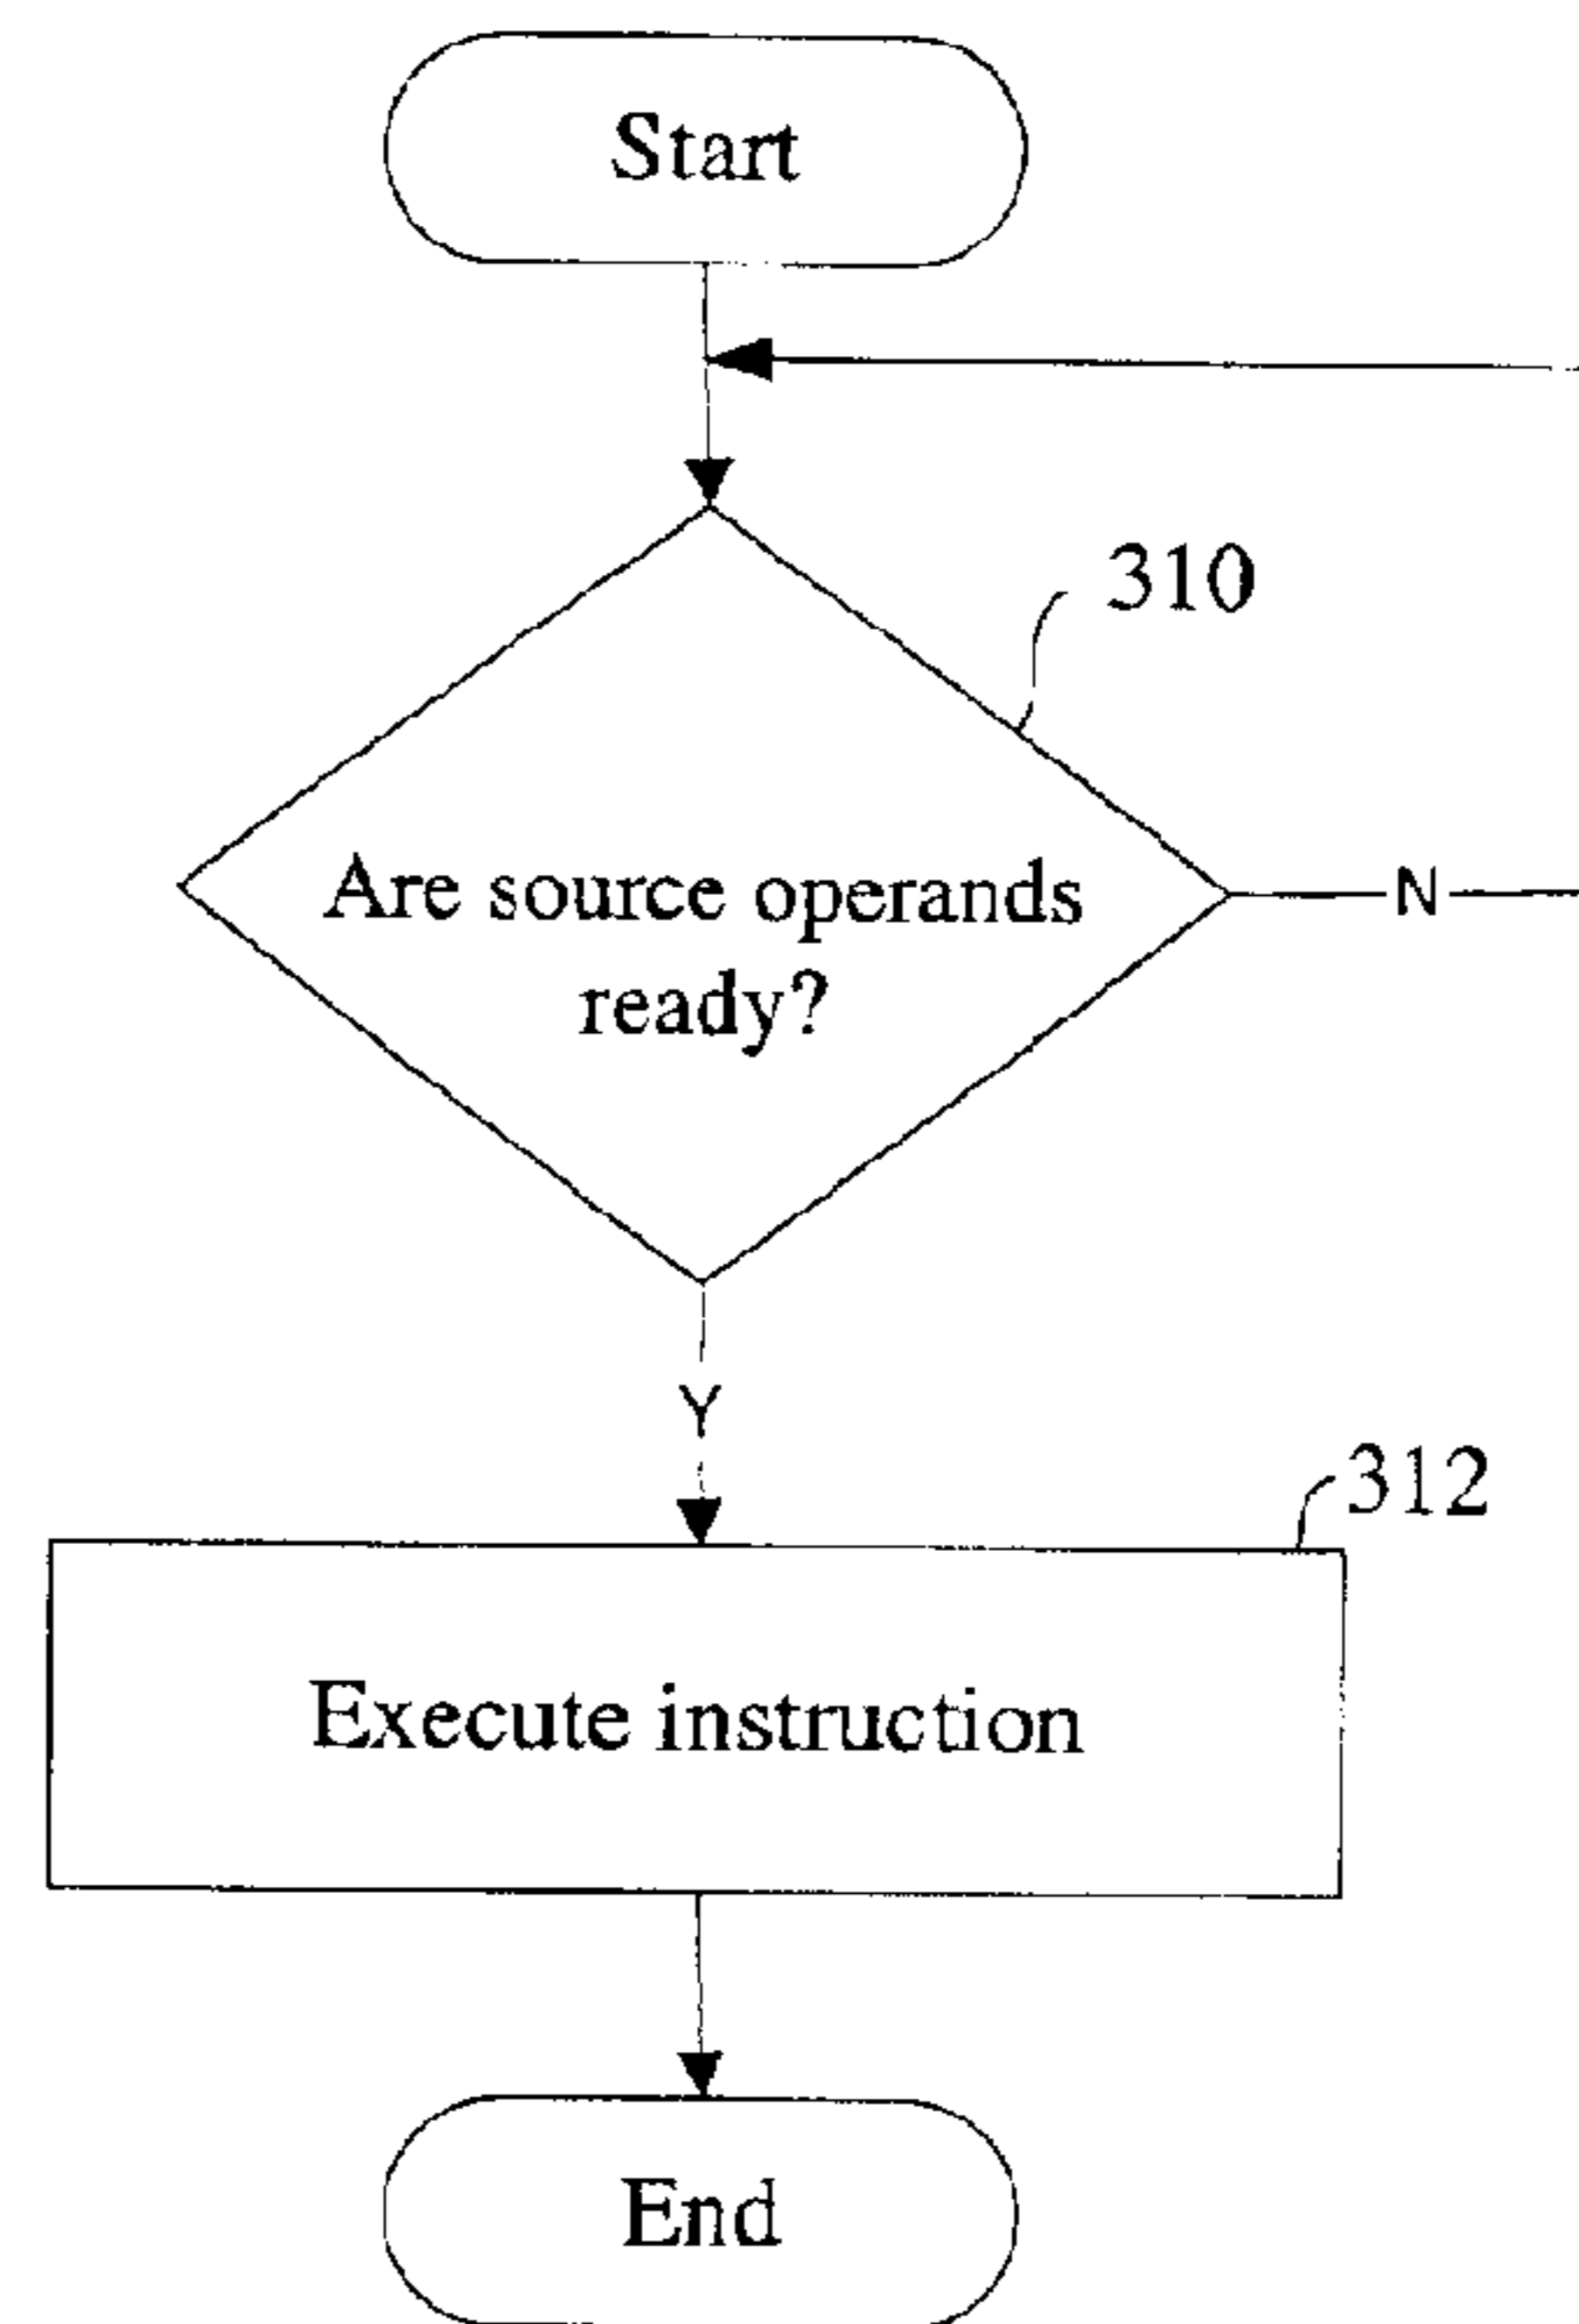 Start
310
Are source operands
ready?
N
Y
312
Execute instruction
End